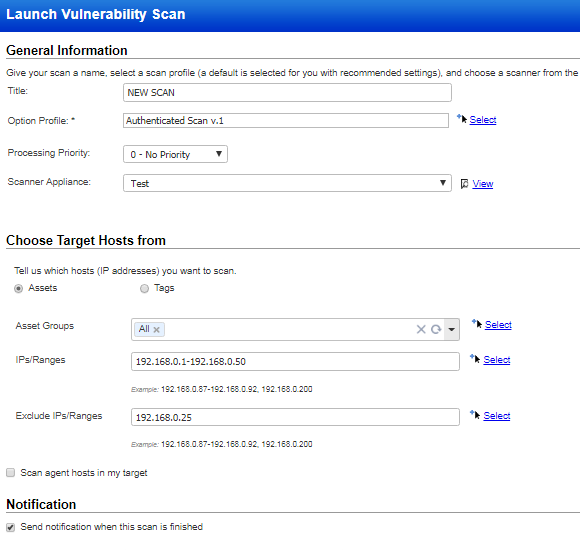 Launch Vulnerability Scan
General Information
Give your scan a name, select a scan profile (a default is selected for you with recommended settings), and choose a scanner from the
Title: NEW SCAN
Option Profile: * Authenticated Scan v.1 Select
Processing Priority: 0 - No Priority
Scanner Appliance: Test View
Choose Target Hosts from
Tell us which hosts (IP addresses) you want to scan.
Assets Tags
Asset Groups All Select
IPs/Ranges 192.168.0.1-192.168.0.50 Select
Example: 192.168.0.87-192.168.0.92, 192.168.0.200
Exclude IPs/Ranges 192.168.0.25 Select
Example: 192.168.0.87-192.168.0.92, 192.168.0.200
Scan agent hosts in my target
Notification
Send notification when this scan is finished